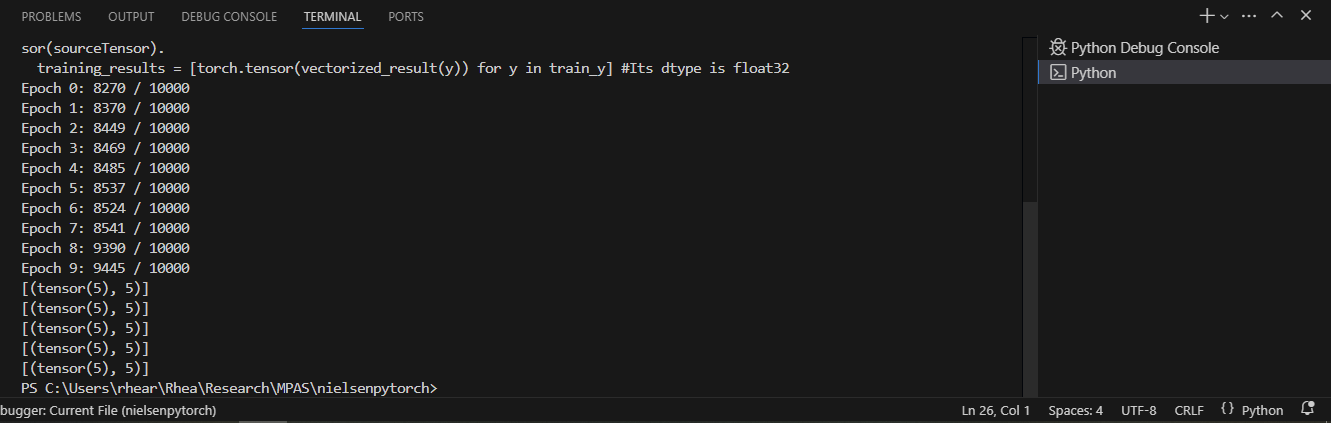 PROBLEMS OUTPUT DEBUG CONSOLE TERMINAL PORTS
sor(sourceTensor).
  training_results = [torch.tensor(vectorized_result(y)) for y in train_y] #Its dtype is float32
Epoch 0: 8270 / 10000
Epoch 1: 8370 / 10000
Epoch 2: 8449 / 10000
Epoch 3: 8469 / 10000
Epoch 4: 8485 / 10000
Epoch 5: 8537 / 10000
Epoch 6: 8524 / 10000
Epoch 7: 8541 / 10000
Epoch 8: 9390 / 10000
Epoch 9: 9445 / 10000
[(tensor(5), 5)]
[(tensor(5), 5)]
[(tensor(5), 5)]
[(tensor(5), 5)]
[(tensor(5), 5)]
PS C:\Users\rhear\Rhea\Research\MPAS\nielsenpytorch>
Python Debug Console
Python
bugger: Current File (nielsenpytorch) Ln 26, Col 1 Spaces: 4 UTF-8 CRLF {} Python